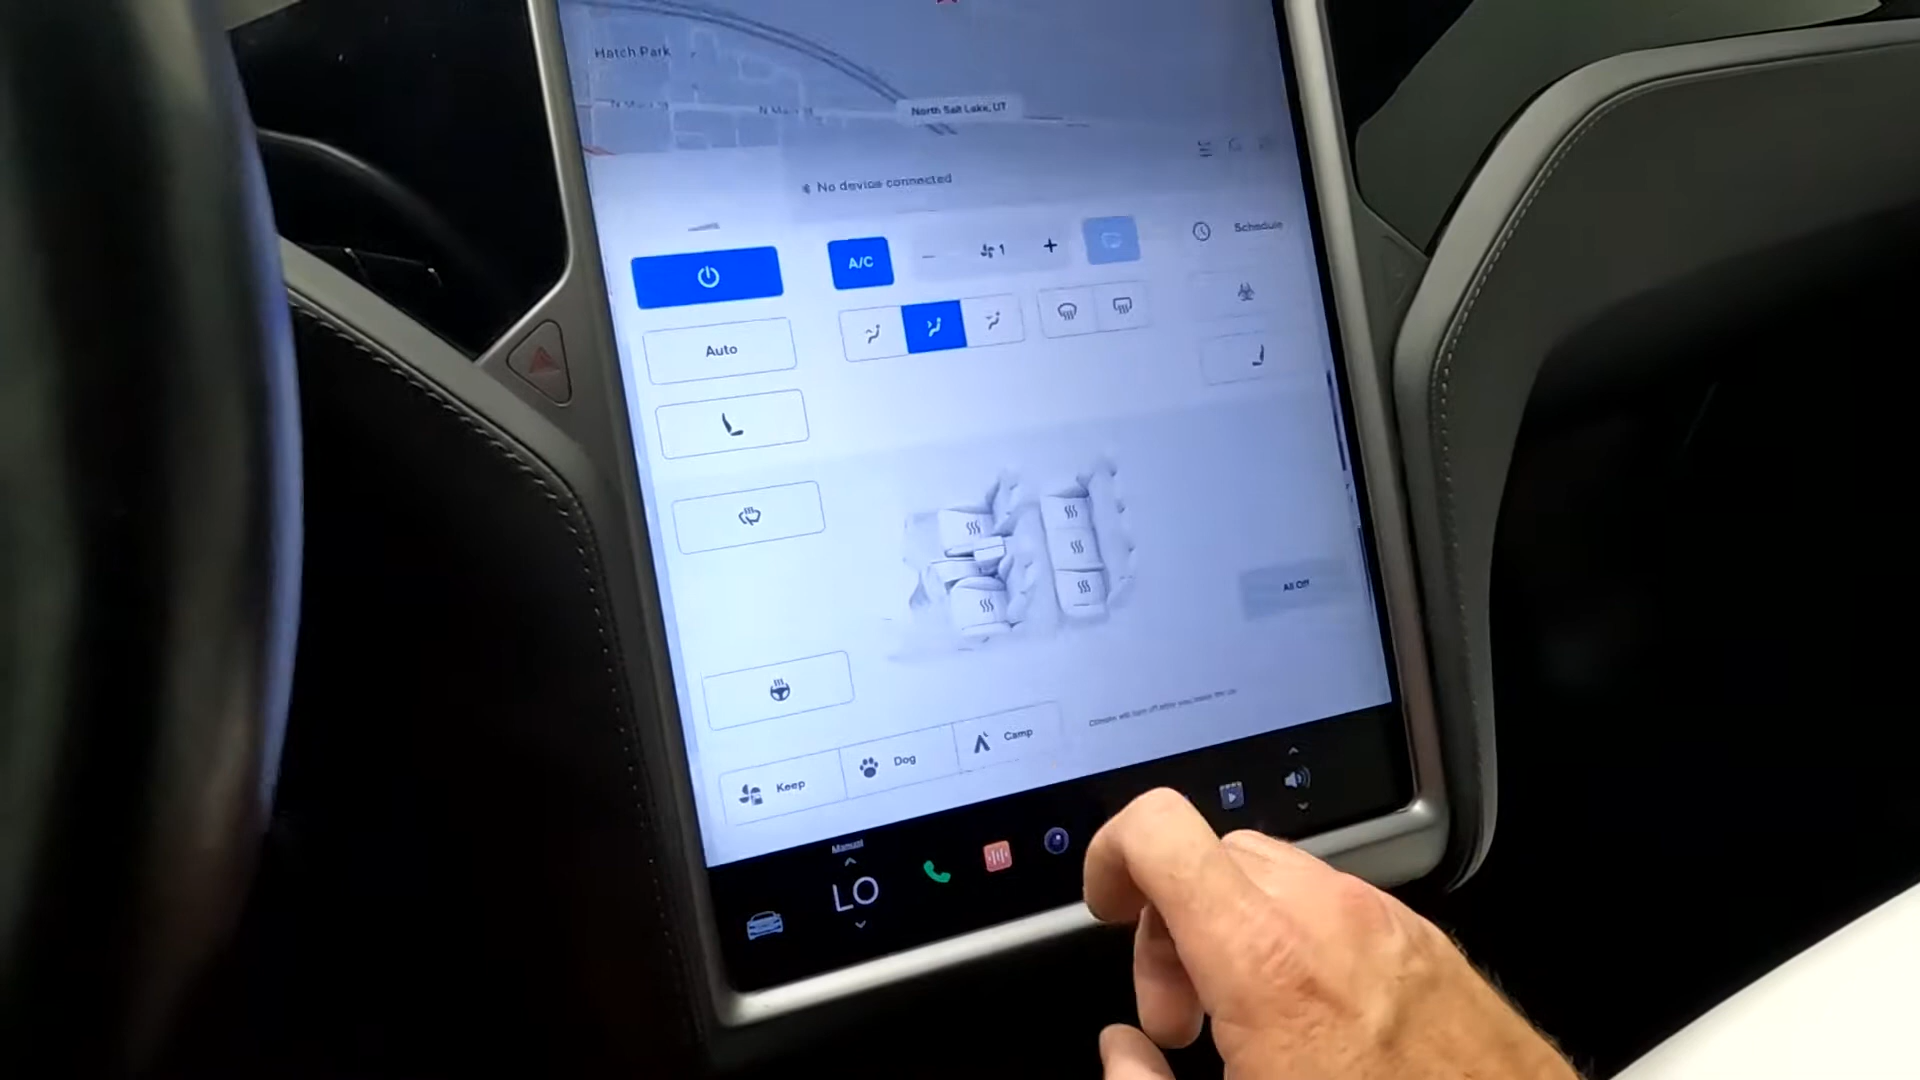 Hatch Park
N Main St
North Salt Lake, UT
No device connected
A/C
1
Schedule
Auto
All Off
Climate will turn off after you leave the car
Keep
Dog
Camp
Manual
LO